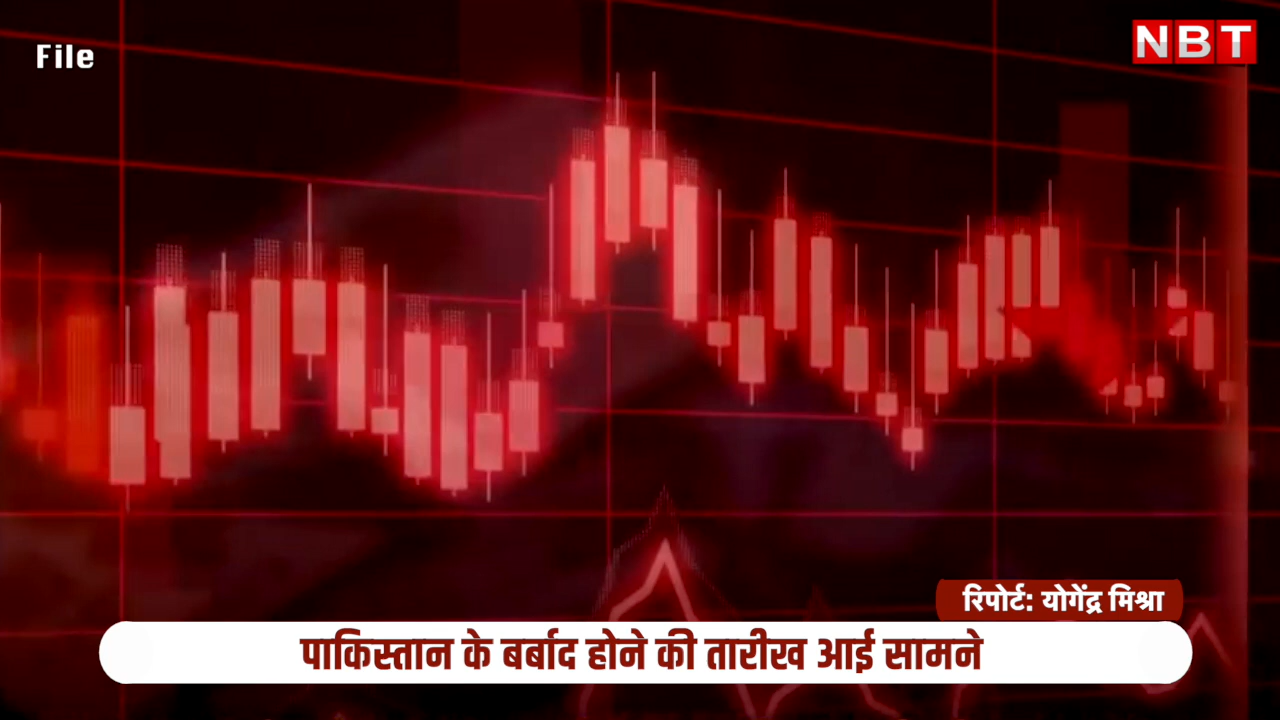 File
NBT
रिपोर्ट: योगेंद्र मिश्रा
पाकिस्तान के बर्बाद होने की तारीख आई सामने